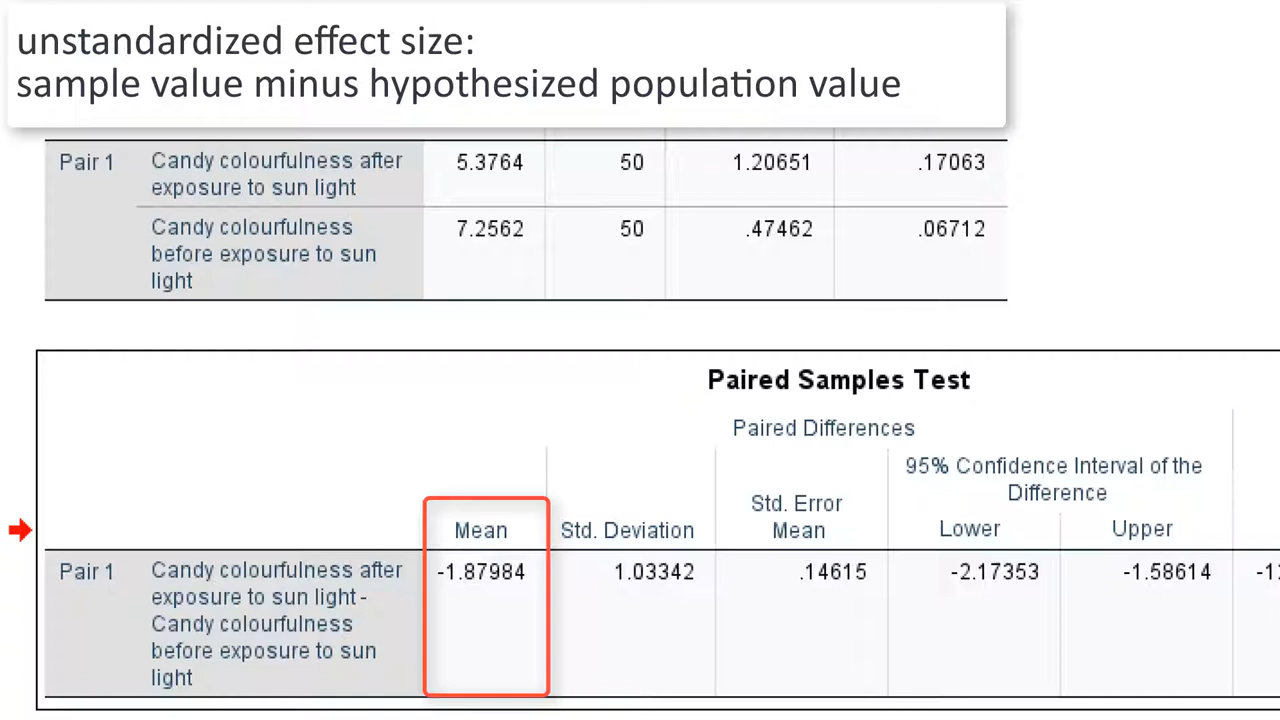 unstandardized effect size:
sample value minus hypothesized population value
Pair 1 Candy colourfulness after 5.3764 50 1.20651 .17063
exposure to sun light
Candy colourfulness 7.2562 50 .47462 .06712
before exposure to sun
light
Paired Samples Test
Paired Differences
95% Confidence Interval of the
Difference
Std. Error
Mean Std. Deviation Mean Lower Upper
Pair 1 Candy colourfulness after -1.87984 1.03342 .14615 -2.17353 -1.58614
exposure to sun light -
Candy colourfulness
before exposure to sun
light